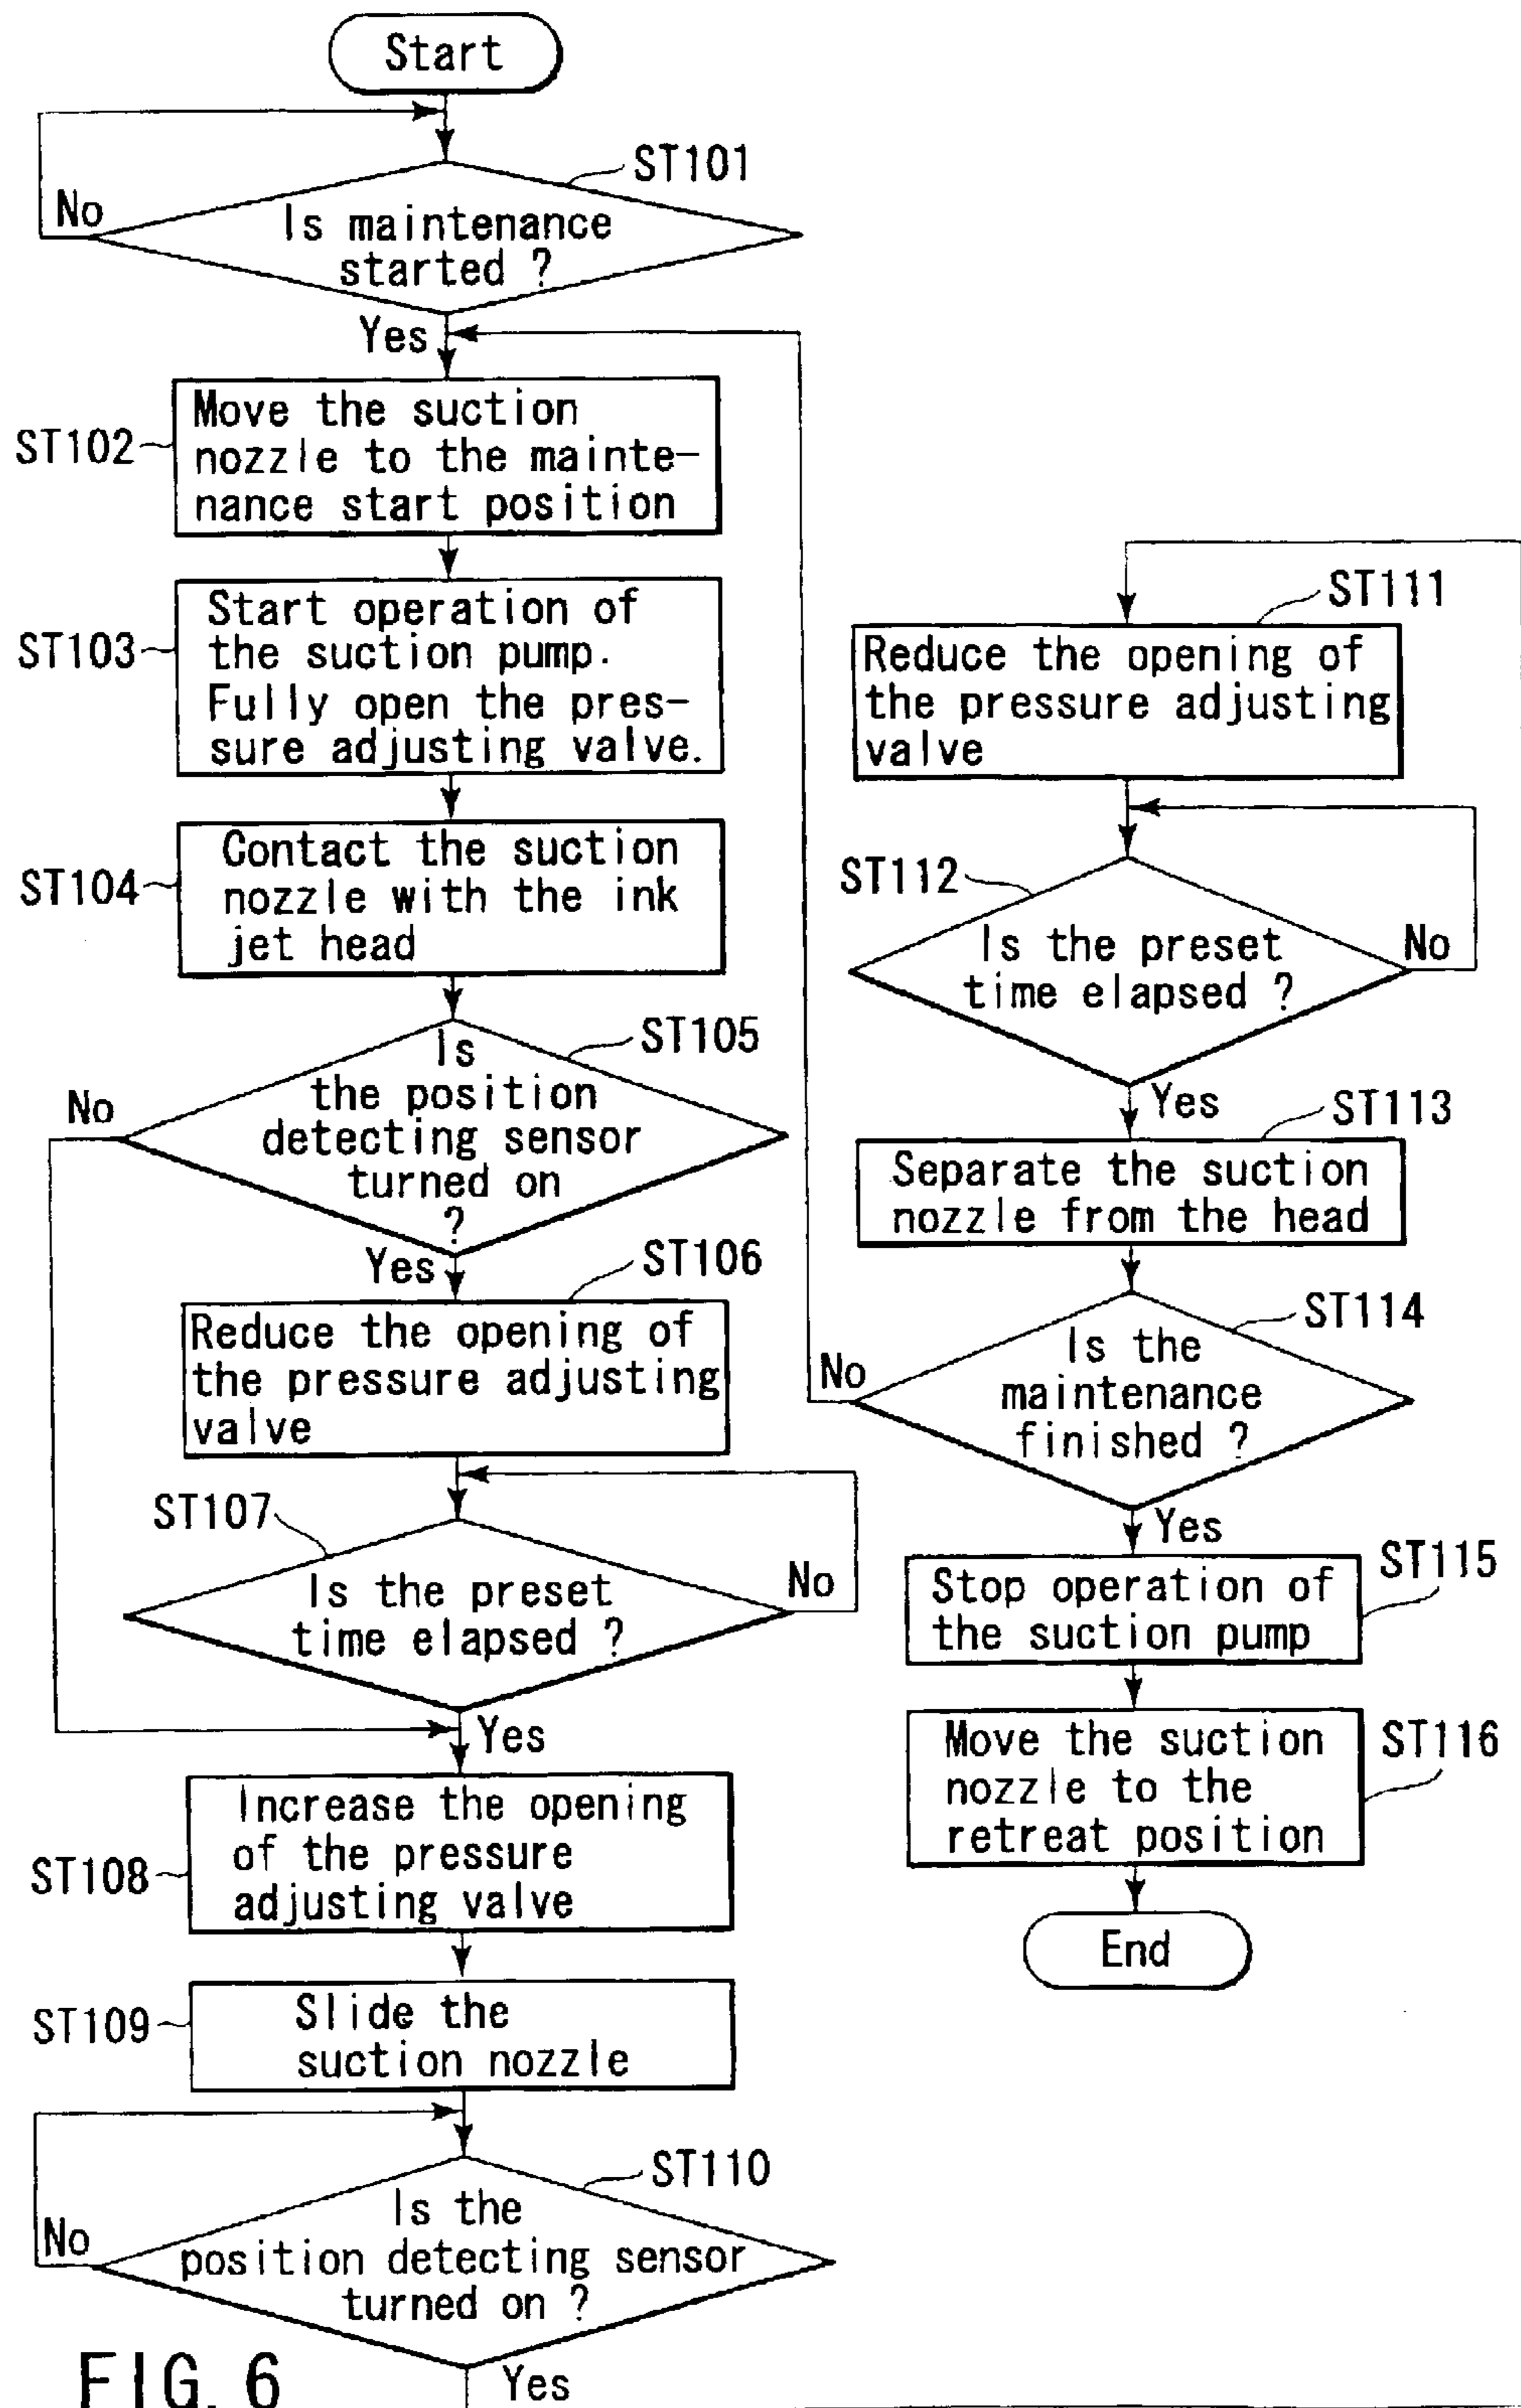 Start
ST101
No
Is maintenance
started ?
Yes
ST102
Move the suction
nozzle to the mainte-
nance start position
ST103
Start operation of
the suction pump.
Fully open the pres-
sure adjusting valve.
ST104
Contact the suction
nozzle with the ink
jet head
ST105
No
Is
the position
detecting sensor
turned on
?
Yes
ST106
Reduce the opening of
the pressure adjusting
valve
ST107
Is the preset
time elapsed ?
No
Yes
ST108
Increase the opening
of the pressure
adjusting valve
ST109
Slide the
suction nozzle
ST110
No
Is the
position detecting sensor
turned on ?
Yes
ST111
Reduce the opening of
the pressure adjusting
valve
ST112
Is the preset
time elapsed ?
No
Yes
ST113
Separate the suction
nozzle from the head
ST114
No
Is the
maintenance
finished ?
Yes
ST115
Stop operation of
the suction pump
ST116
Move the suction
nozzle to the
retreat position
End
FIG. 6